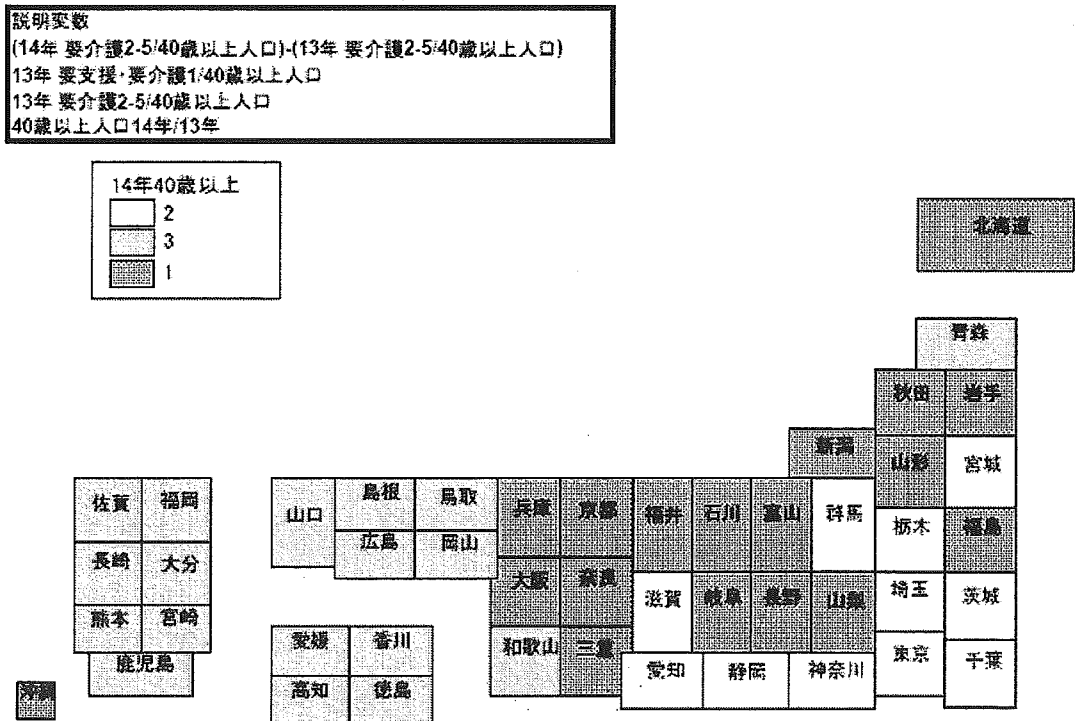 説明変数
(14年 要介護2-5/40歳以上人口)-(13年 要介護2-5/40歳以上人口)
13年 要支援・要介護1/40歳以上人口
13年 要介護2-5/40歳以上人口
40歳以上人口14年/13年
14年40歳以上
2
3
1
北海道
青森
秋田 岩手
新潟 山形 宮城
佐賀 福岡 山口 島根 鳥取 兵庫 京都 福井 石川 富山 群馬 栃木 福島
広島 岡山
長崎 大分 大阪 奈良 滋賀 岐阜 長野 山梨 埼玉 茨城
熊本 宮崎 愛媛 香川 和歌山 三重 愛知 静岡 神奈川 東京 千葉
鹿児島
沖縄 高知 徳島